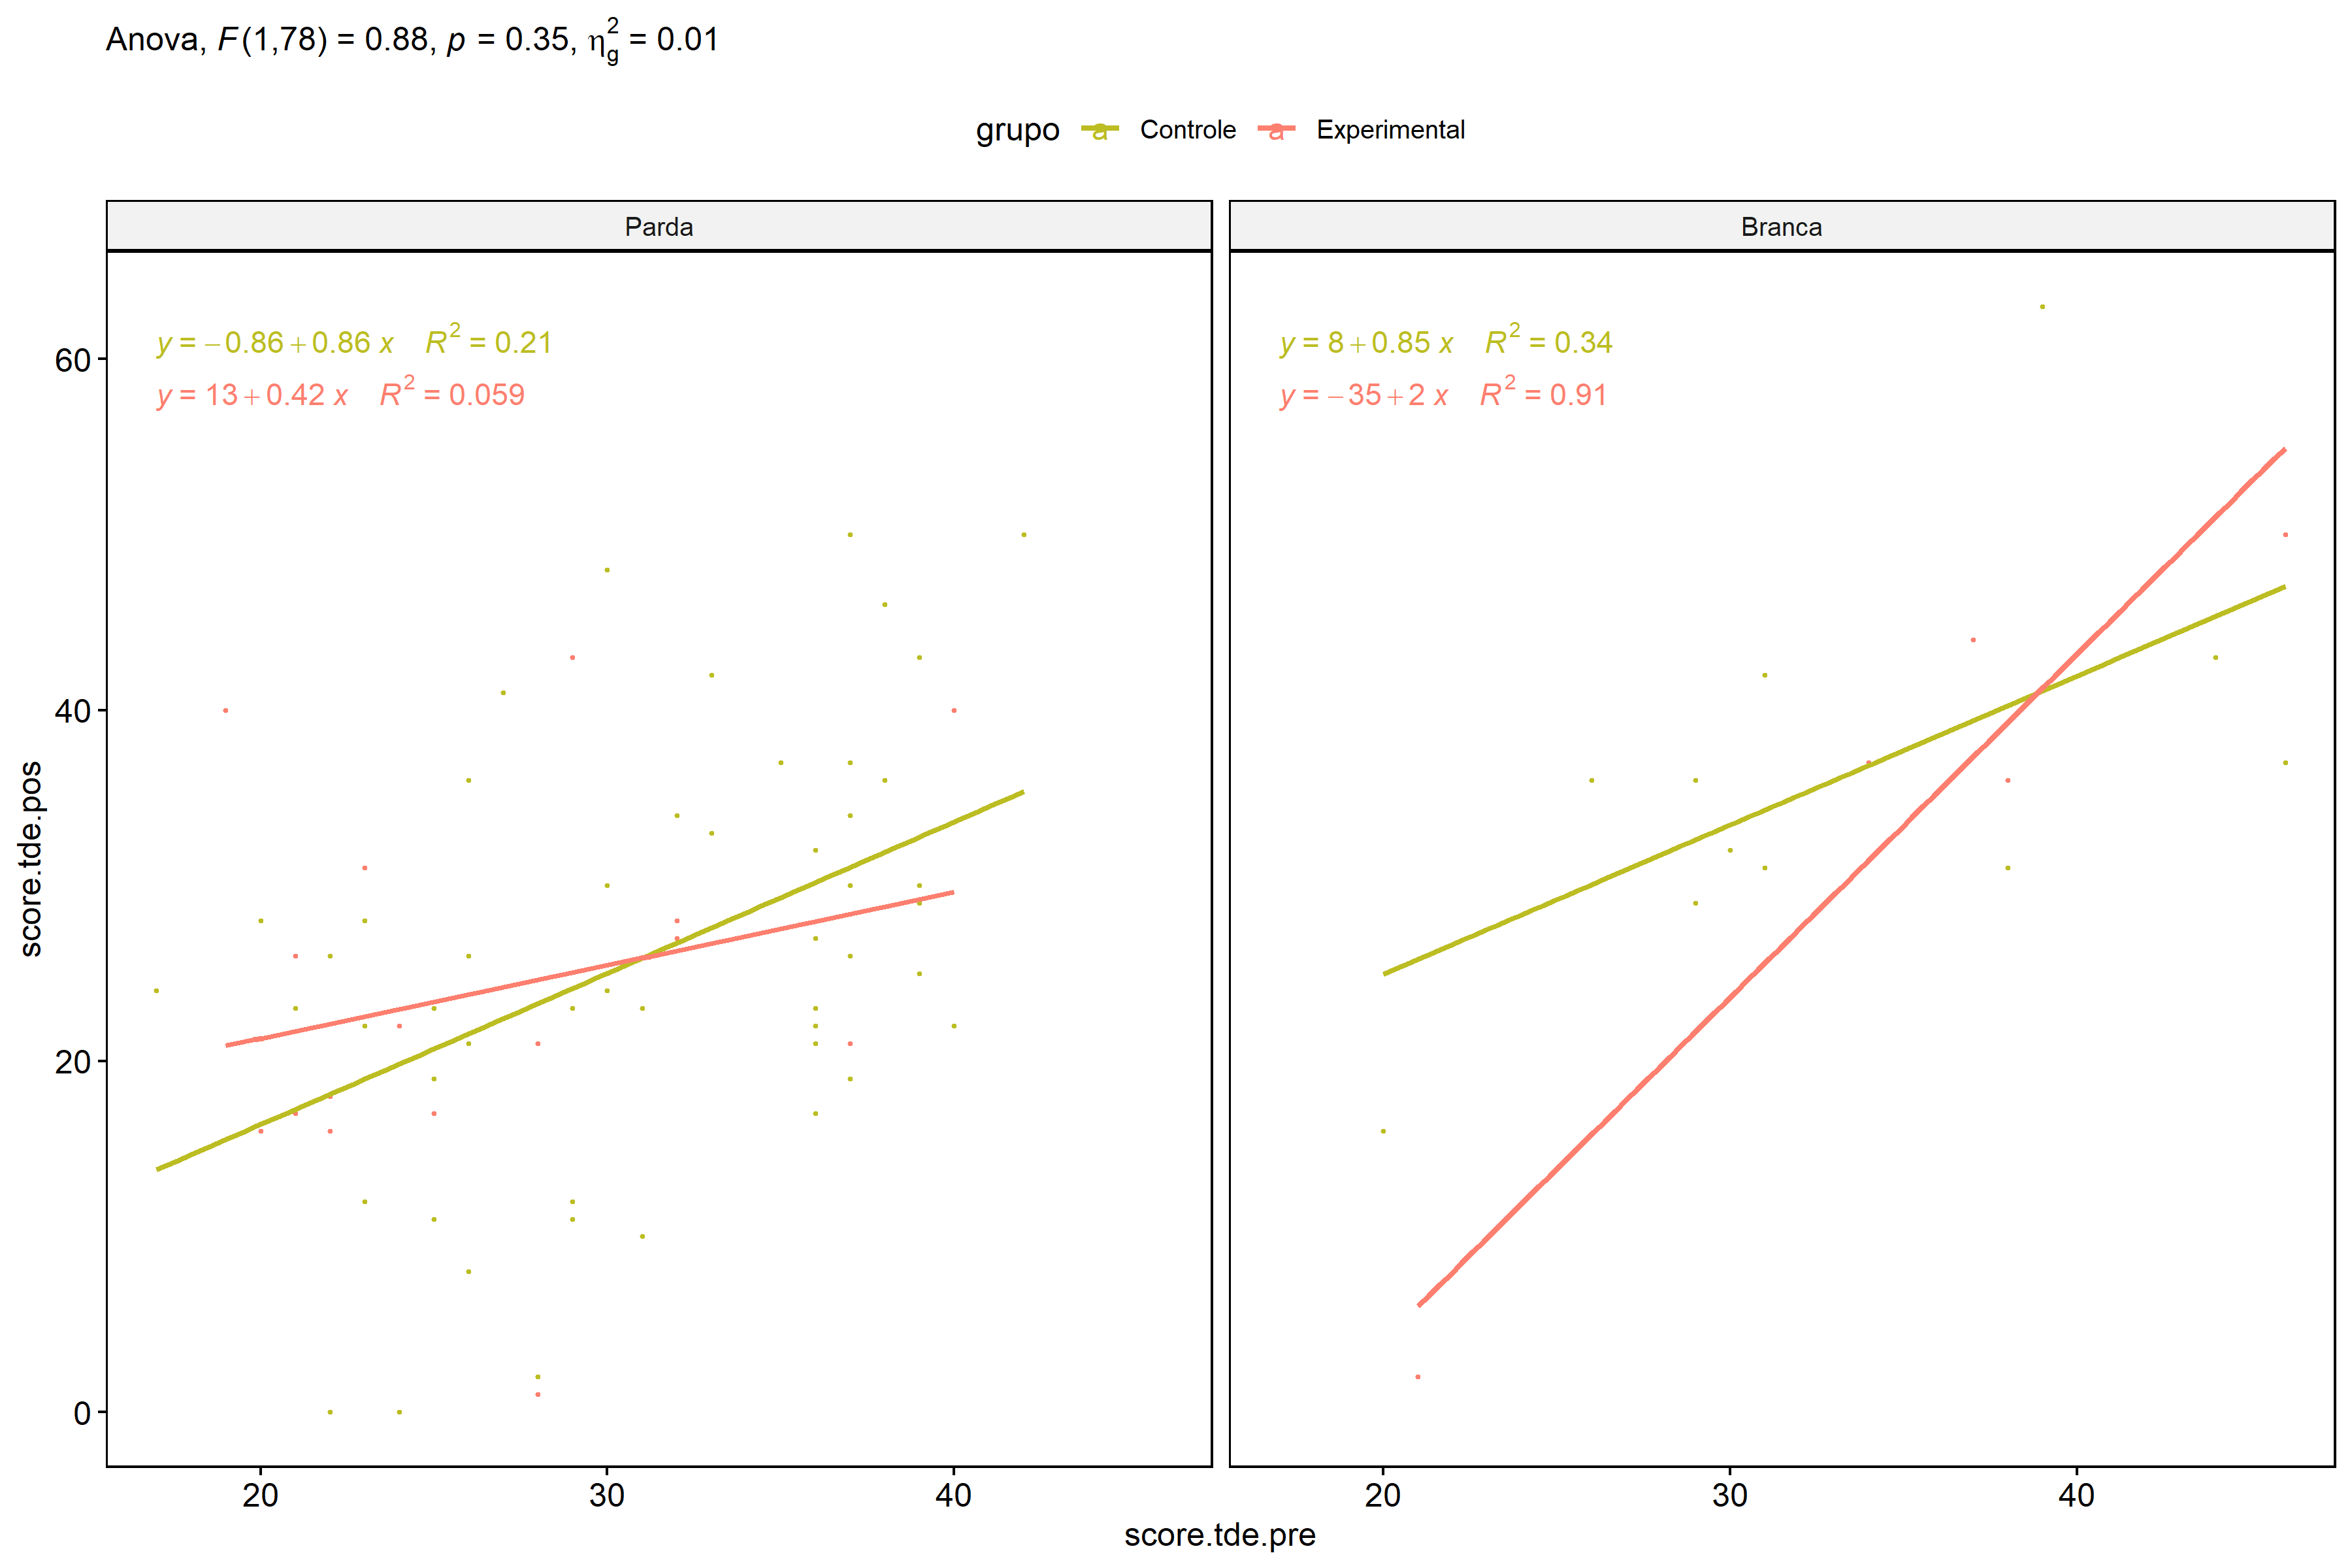 Anova, F(1,78) = 0.88, p = 0.35, η²g = 0.01
grupo a Controle a Experimental
Parda
Branca
y = −0.86 + 0.86 x R² = 0.21
y = 13 + 0.42 x R² = 0.059
y = 8 + 0.85 x R² = 0.34
y = −35 + 2 x R² = 0.91
60
40
20
0
score.tde.pos
20 30 40
20 30 40
score.tde.pre